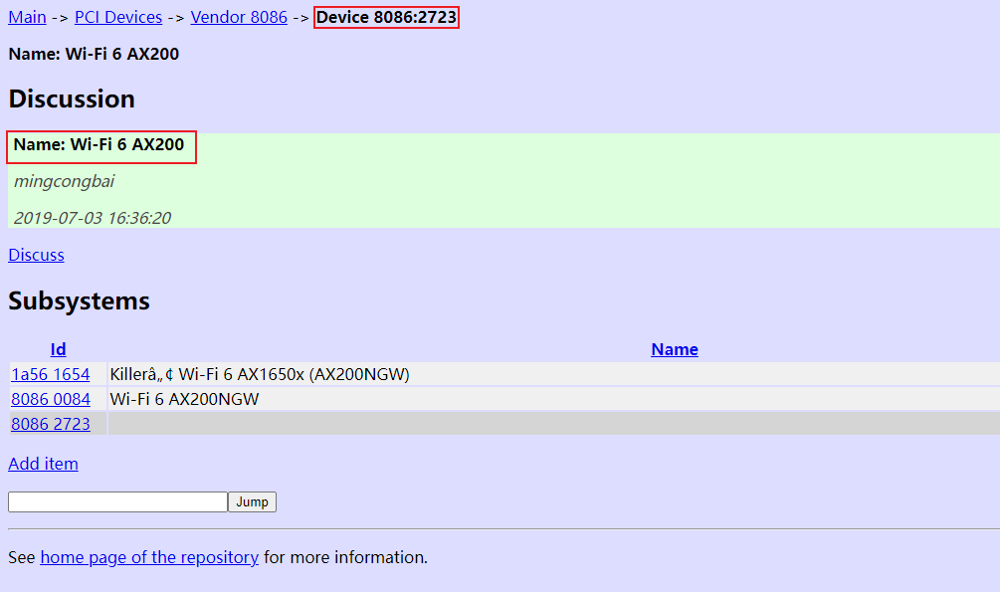 Main -> PCI Devices -> Vendor 8086 -> Device 8086:2723
Name: Wi-Fi 6 AX200
Discussion
Name: Wi-Fi 6 AX200
mingcongbai
2019-07-03 16:36:20
Discuss
Subsystems
Id Name
1a56 1654 Killerâ„¢ Wi-Fi 6 AX1650x (AX200NGW)
8086 0084 Wi-Fi 6 AX200NGW
8086 2723
Add item
Jump
See home page of the repository for more information.